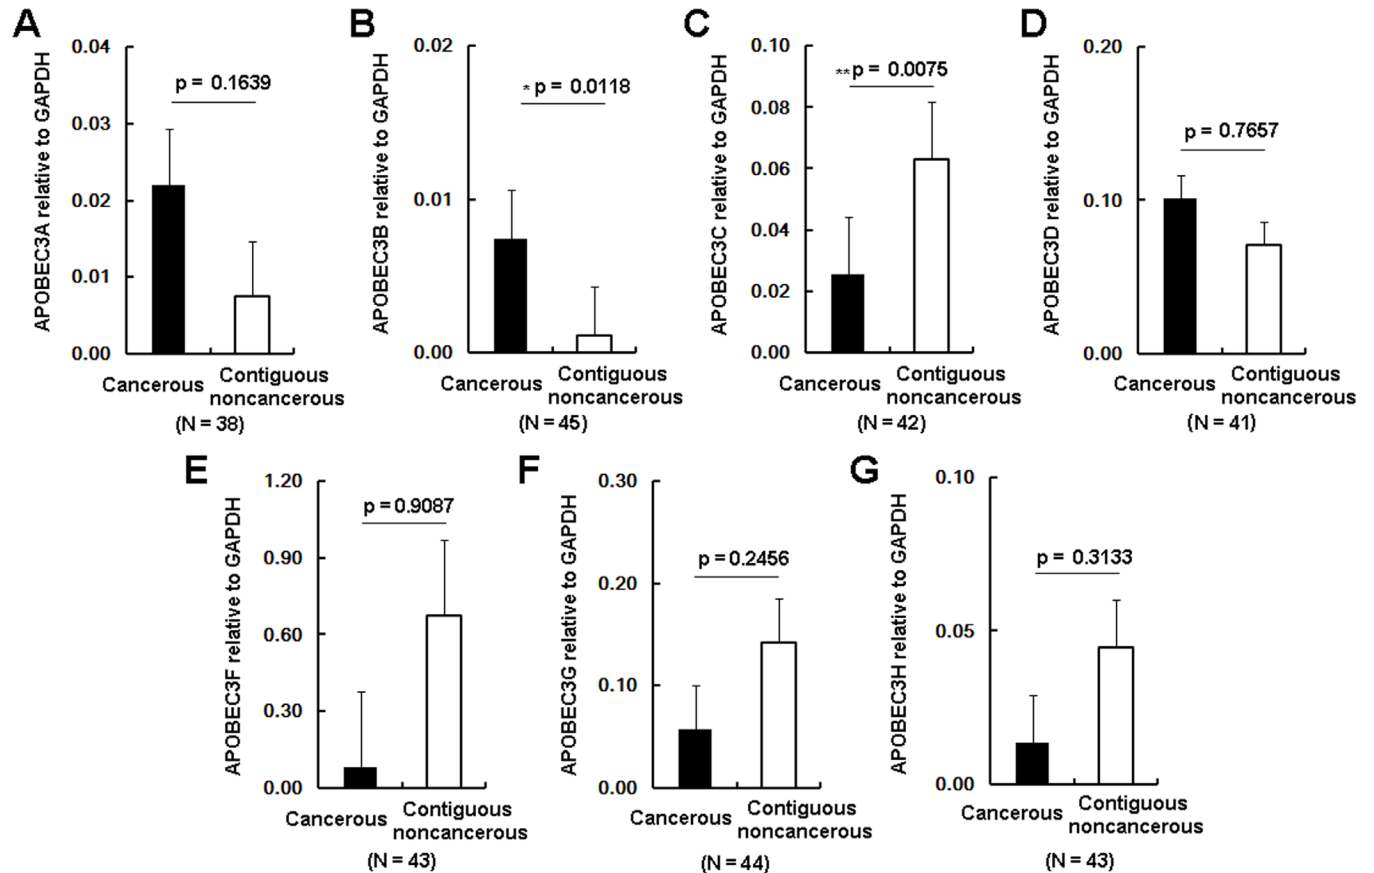 A
APOBEC3A relative to GAPDH
0.04
0.03
0.02
0.01
0.00
p = 0.1639
Cancerous
Contiguous
noncancerous
(N = 38)
B
APOBEC3B relative to GAPDH
0.02
0.01
0.00
* p = 0.0118
Cancerous
Contiguous
noncancerous
(N = 45)
C
APOBEC3C relative to GAPDH
0.10
0.08
0.06
0.04
0.02
0.00
**p = 0.0075
Cancerous
Contiguous
noncancerous
(N = 42)
D
APOBEC3D relative to GAPDH
0.20
0.10
0.00
p = 0.7657
Cancerous
Contiguous
noncancerous
(N = 41)
E
APOBEC3F relative to GAPDH
1.20
0.90
0.60
0.30
0.00
p = 0.9087
Cancerous
Contiguous
noncancerous
(N = 43)
F
APOBEC3G relative to GAPDH
0.30
0.20
0.10
0.00
p = 0.2456
Cancerous
Contiguous
noncancerous
(N = 44)
G
APOBEC3H relative to GAPDH
0.10
0.05
0.00
p = 0.3133
Cancerous
Contiguous
noncancerous
(N = 43)